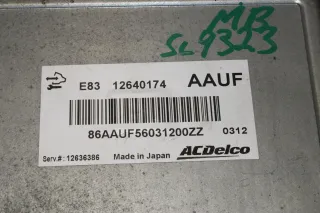 MB
SL9323
E83 12640174 AAUF
86AAUF56031200ZZ 0312
Serv.#: 12636386 Made in Japan ACDelco